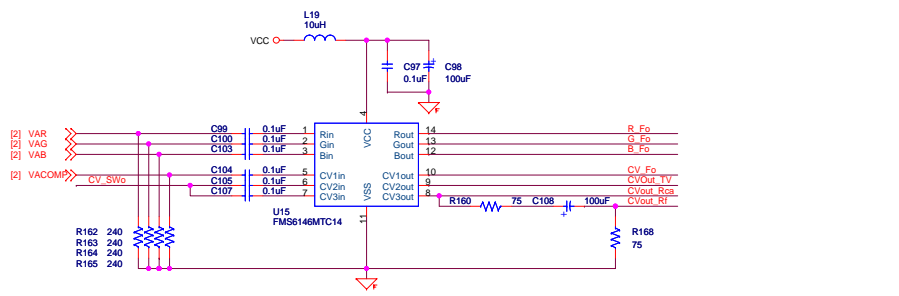 L19
10uH
VCC
C97 C98
0.1uF 100uF
F
4
[2] VAR C99 0.1uF 1 Rin VCC Rout 14 R_Fo
[2] VAG C100 0.1uF 2 Gin Gout 13 G_Fo
[2] VAB C103 0.1uF 3 Bin Bout 12 B_Fo
[2] VACOMP C104 0.1uF 5 CV1in CV1out 10 CV_Fo
CV_SWo C105 0.1uF 6 CV2in VSS CV2out 9 CVOut_TV
C107 0.1uF 7 CV3in CV3out 8 CVout_Rca
R160 75 C108 100uF CVout_Rf
U15 11
FMS6146MTC14
R162 240 R168
R163 240 75
R164 240
R165 240
F